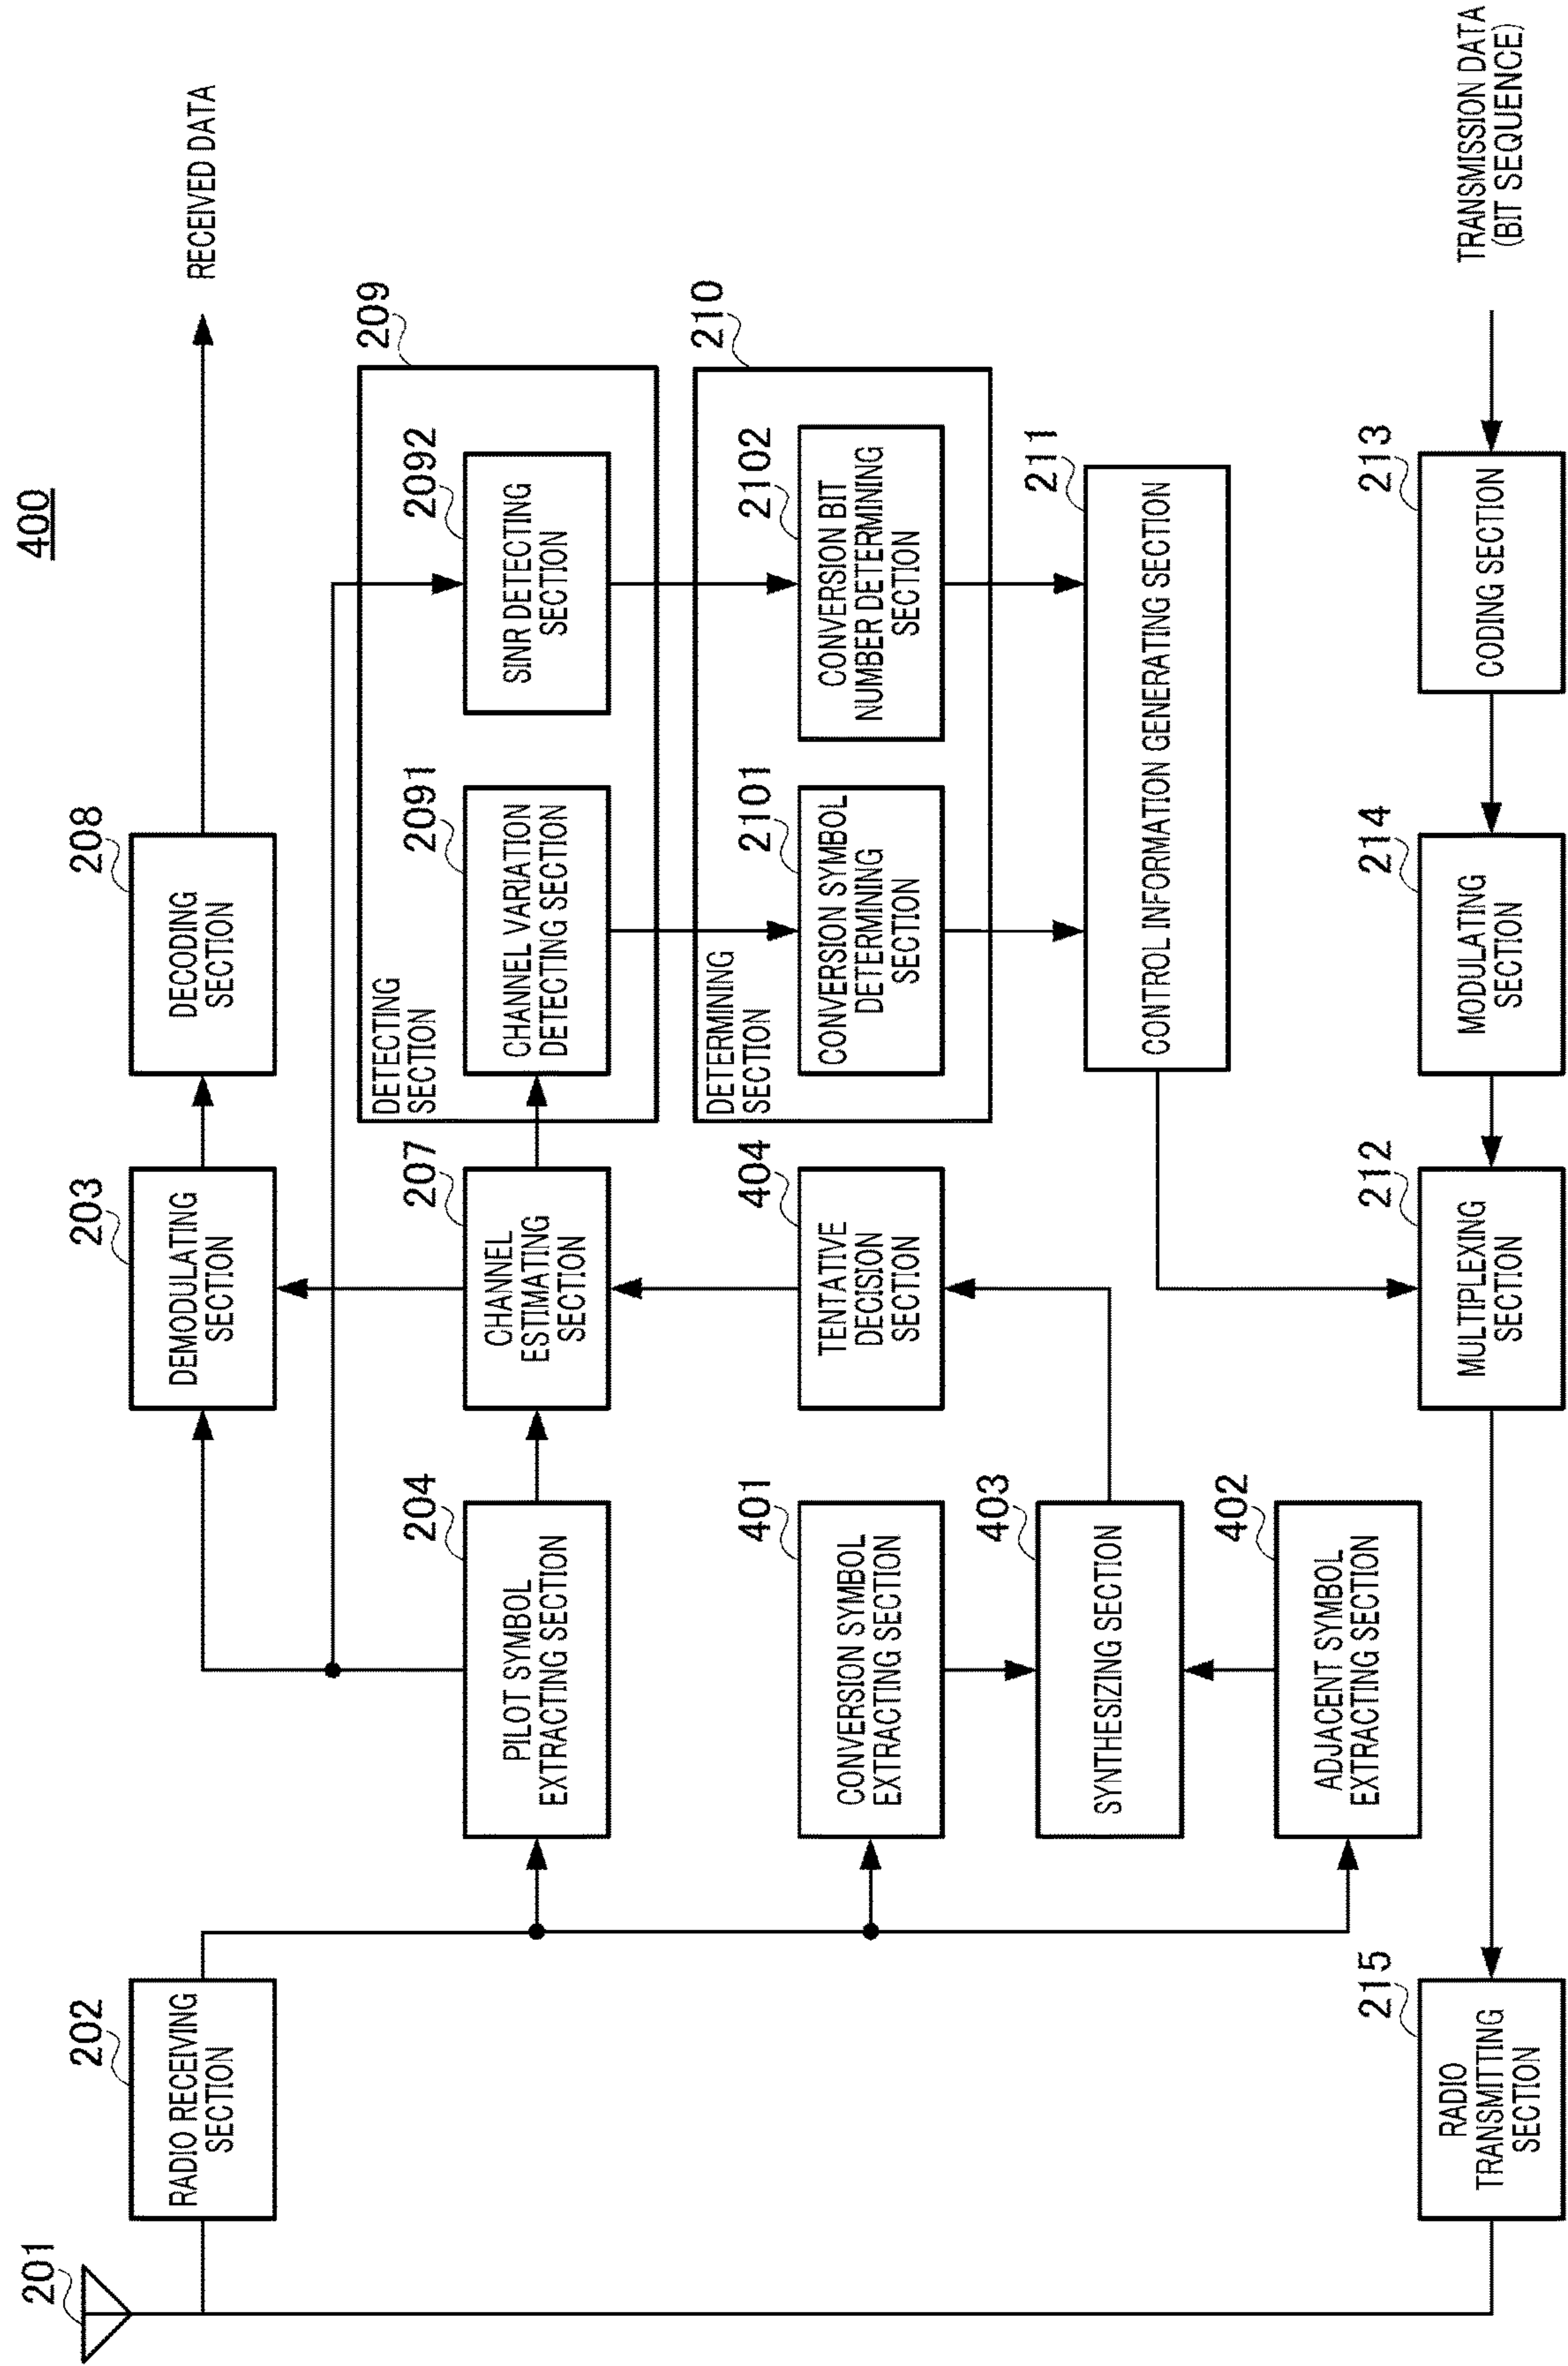 400
201
202
RADIO RECEIVING
SECTION
203
DEMODULATING
SECTION
208
DECODING
SECTION
RECEIVED DATA
204
PILOT SYMBOL
EXTRACTING SECTION
207
CHANNEL
ESTIMATING
SECTION
209
DETECTING
SECTION
2091
CHANNEL VARIATION
DETECTING SECTION
2092
SINR DETECTING
SECTION
401
CONVERSION SYMBOL
EXTRACTING SECTION
404
TENTATIVE
DECISION
SECTION
210
DETERMINING
SECTION
2101
CONVERSION SYMBOL
DETERMINING
SECTION
2102
CONVERSION BIT
NUMBER DETERMINING
SECTION
403
SYNTHESIZING SECTION
211
CONTROL INFORMATION GENERATING SECTION
402
ADJACENT SYMBOL
EXTRACTING SECTION
215
RADIO
TRANSMITTING
SECTION
212
MULTIPLEXING
SECTION
214
MODULATING
SECTION
213
CODING SECTION
TRANSMISSION DATA
(BIT SEQUENCE)